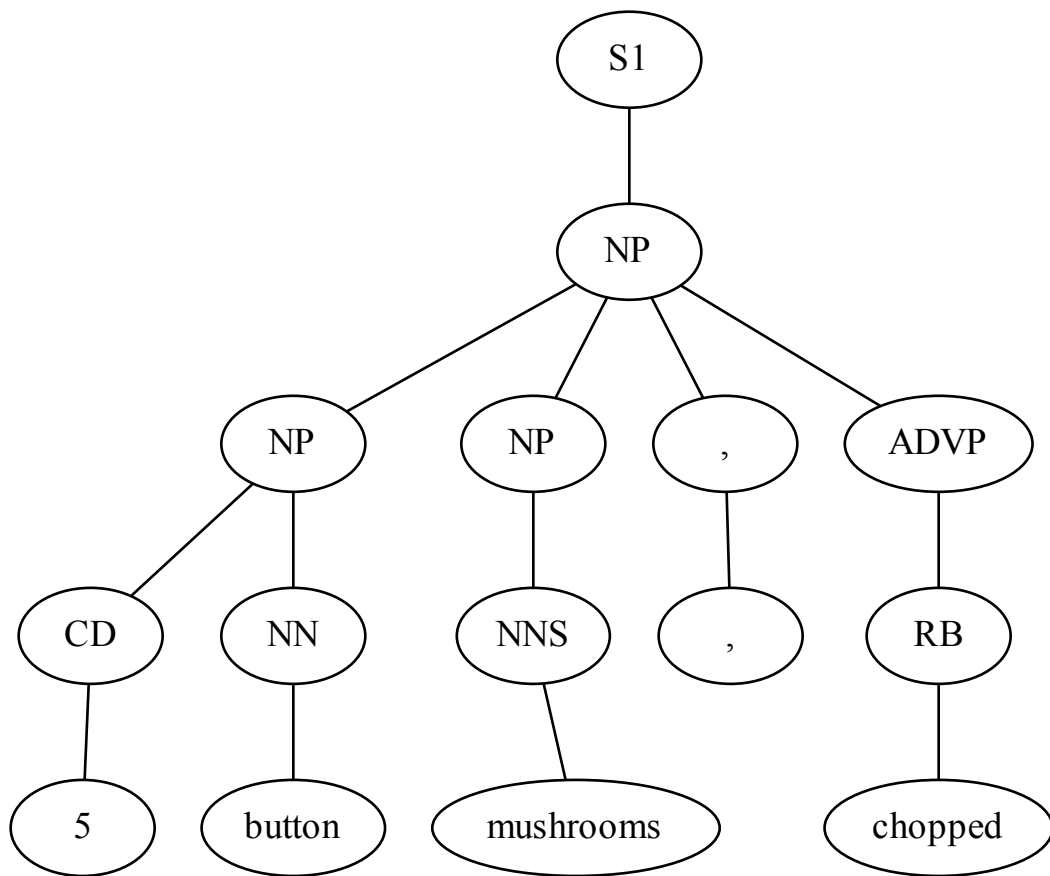 S1
NP
NP NP , ADVP
CD NN NNS , RB
5 button mushrooms chopped